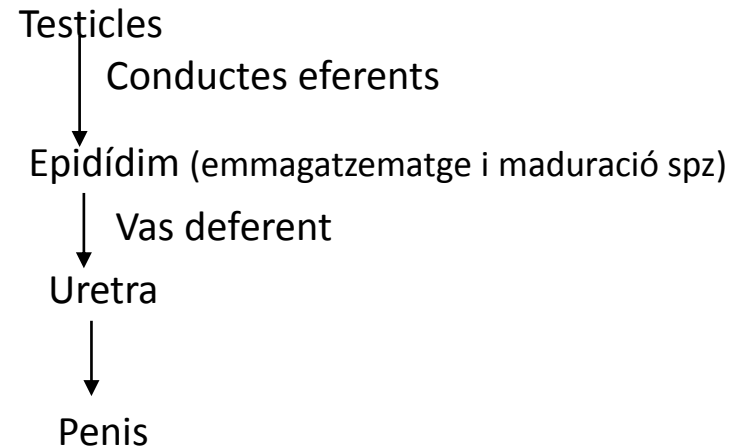 Testicles
Conductes eferents
Epidídim (emmagatzematge i maduració spz)
Vas deferent
Uretra
Penis